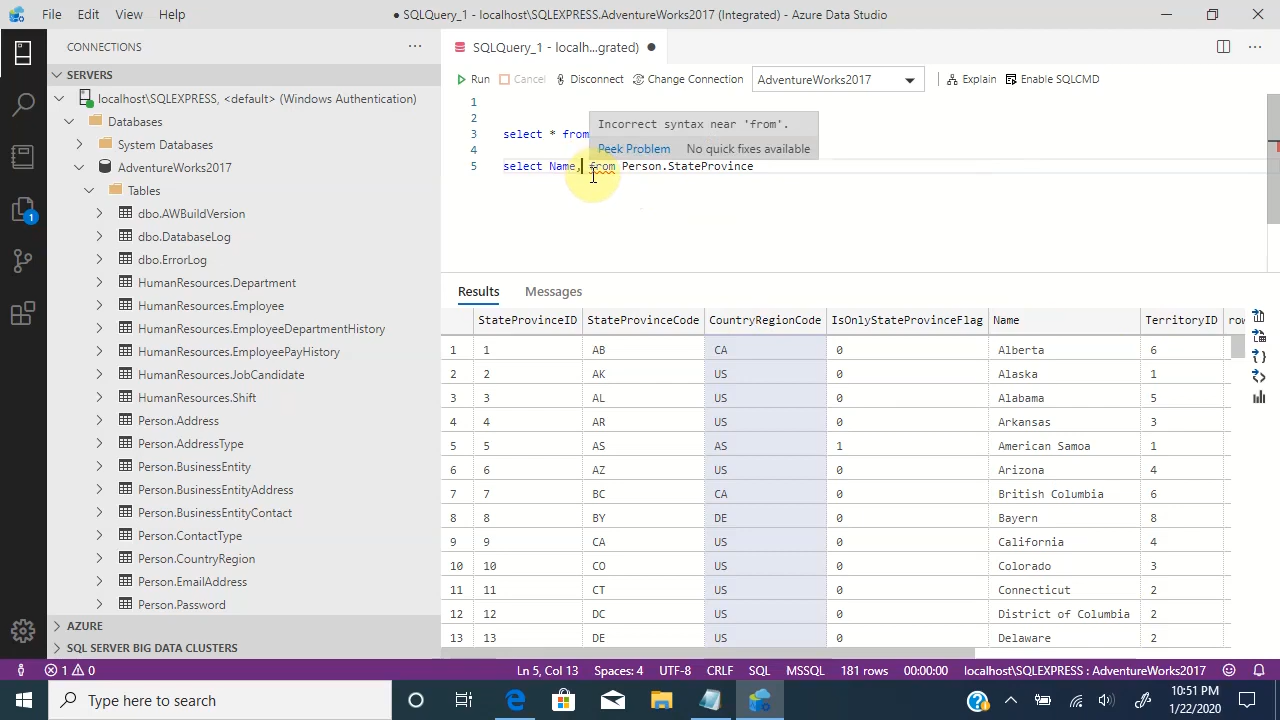 File Edit View Help
● SQLQuery_1 - localhost\SQLEXPRESS.AdventureWorks2017 (Integrated) - Azure Data Studio
CONNECTIONS
SERVERS
localhost\SQLEXPRESS, <default> (Windows Authentication)
Databases
System Databases
AdventureWorks2017
Tables
dbo.AWBuildVersion
dbo.DatabaseLog
dbo.ErrorLog
HumanResources.Department
HumanResources.Employee
HumanResources.EmployeeDepartmentHistory
HumanResources.EmployeePayHistory
HumanResources.JobCandidate
HumanResources.Shift
Person.Address
Person.AddressType
Person.BusinessEntity
Person.BusinessEntityAddress
Person.BusinessEntityContact
Person.ContactType
Person.CountryRegion
Person.EmailAddress
Person.Password
AZURE
SQL SERVER BIG DATA CLUSTERS
1
SQLQuery_1 - localh...grated) ●
Run Cancel Disconnect Change Connection AdventureWorks2017 Explain Enable SQLCMD
1
2
3 select * from
4
5 select Name, from Person.StateProvince
Incorrect syntax near 'from'.
Peek Problem No quick fixes available
Results Messages
StateProvinceID StateProvinceCode CountryRegionCode IsOnlyStateProvinceFlag Name TerritoryID row
1 1 AB CA 0 Alberta 6
2 2 AK US 0 Alaska 1
3 3 AL US 0 Alabama 5
4 4 AR US 0 Arkansas 3
5 5 AS AS 1 American Samoa 1
6 6 AZ US 0 Arizona 4
7 7 BC CA 0 British Columbia 6
8 8 BY DE 0 Bayern 8
9 9 CA US 0 California 4
10 10 CO US 0 Colorado 3
11 11 CT US 0 Connecticut 2
12 12 DC US 0 District of Columbia 2
13 13 DE US 0 Delaware 2
1 0 Ln 5, Col 13 Spaces: 4 UTF-8 CRLF SQL MSSQL 181 rows 00:00:00 localhost\SQLEXPRESS : AdventureWorks2017
Type here to search
10:51 PM
1/22/2020